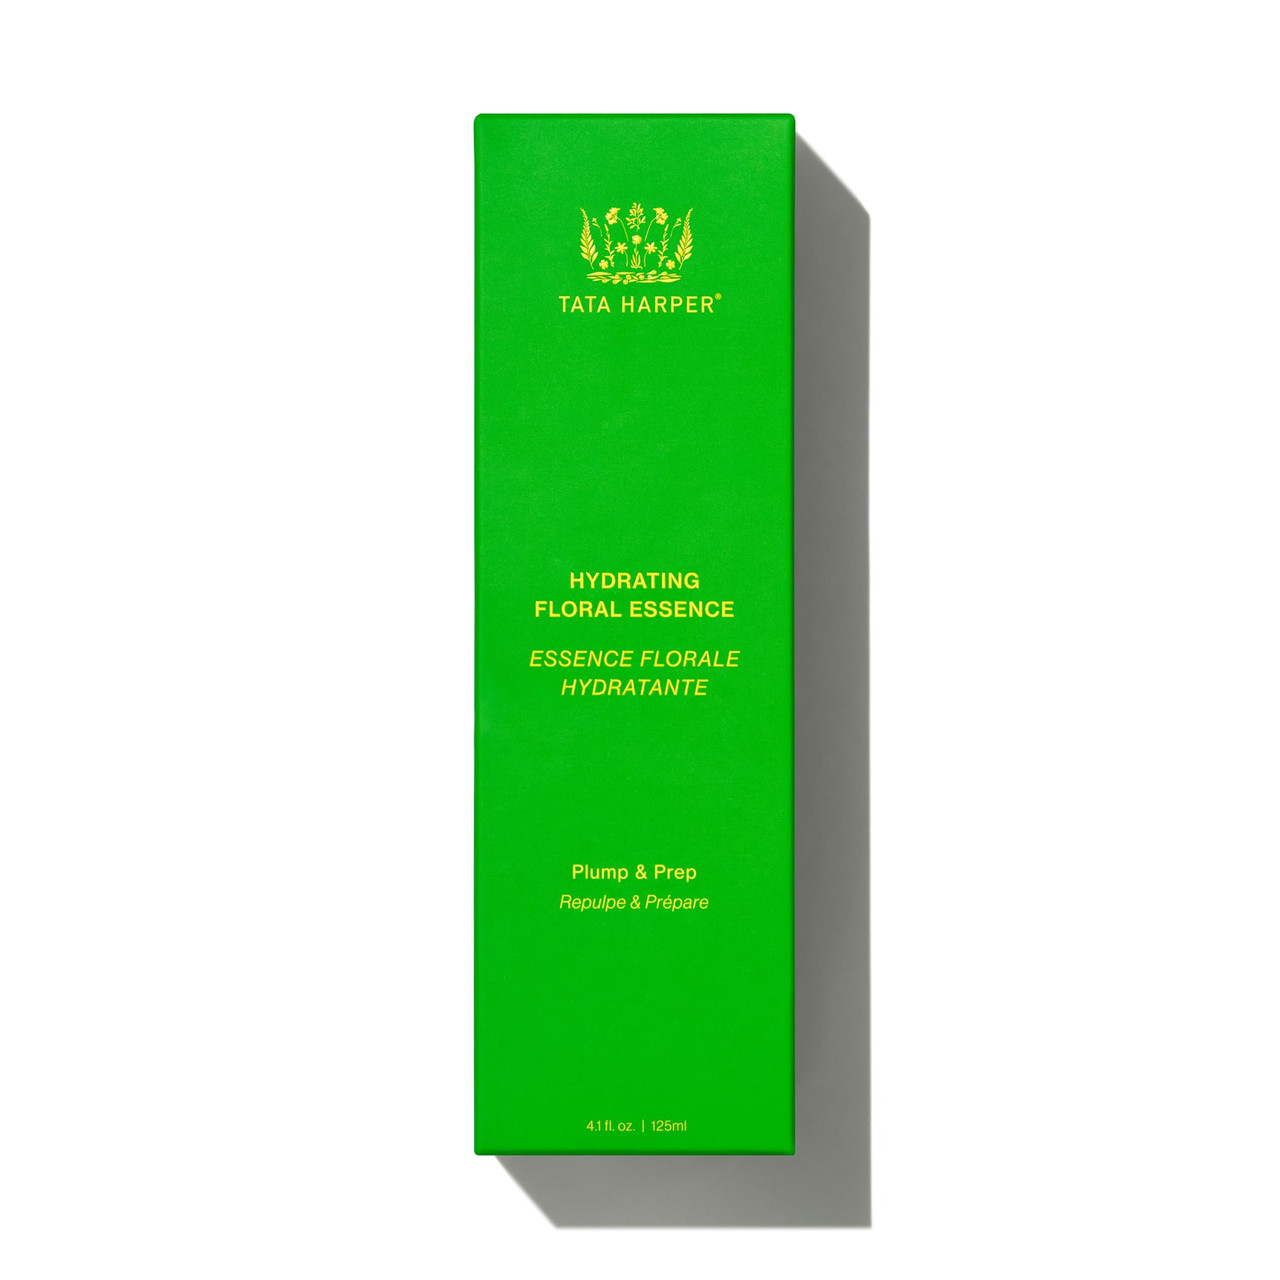 TATA HARPER®
HYDRATING
FLORAL ESSENCE
ESSENCE FLORALE
HYDRATANTE
Plump & Prep
Repulpe & Prépare
4.1 fl. oz. | 125ml